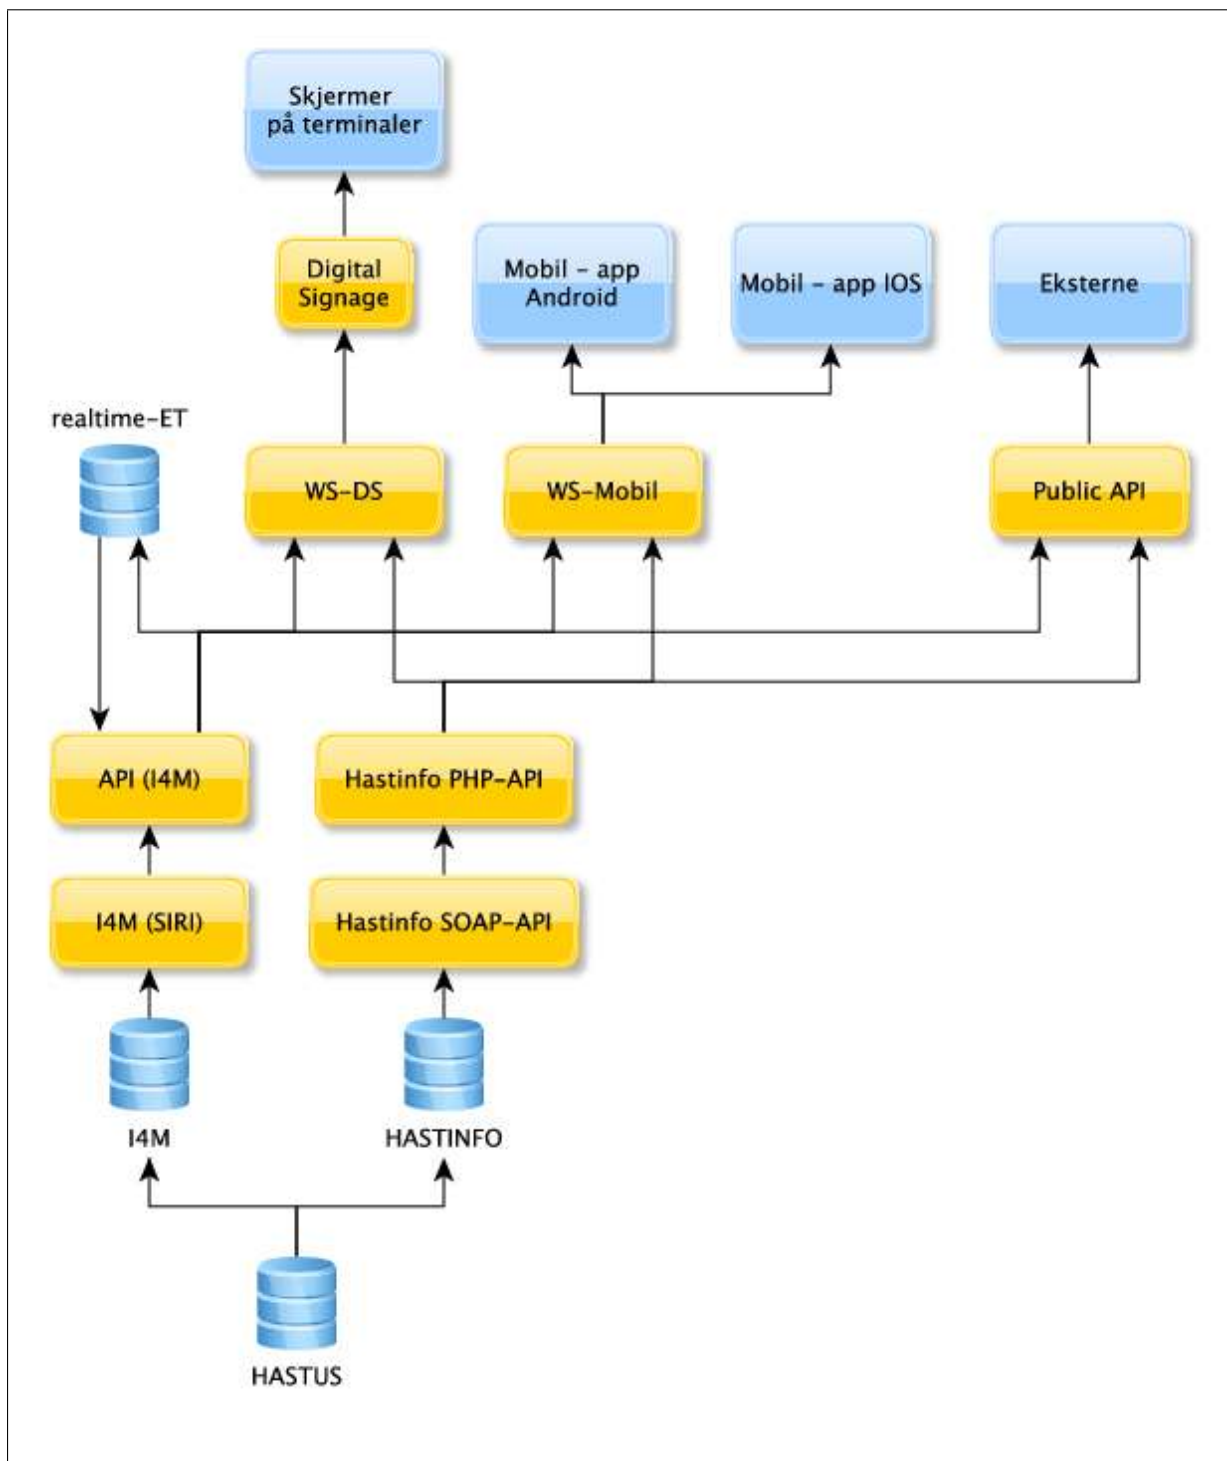 Skjermer
på terminaler
Digital
Signage
Mobil – app
Android
Mobil – app IOS
Eksterne
realtime-ET
WS-DS
WS-Mobil
Public API
API (I4M)
Hastinfo PHP-API
I4M (SIRI)
Hastinfo SOAP-API
I4M
HASTINFO
HASTUS